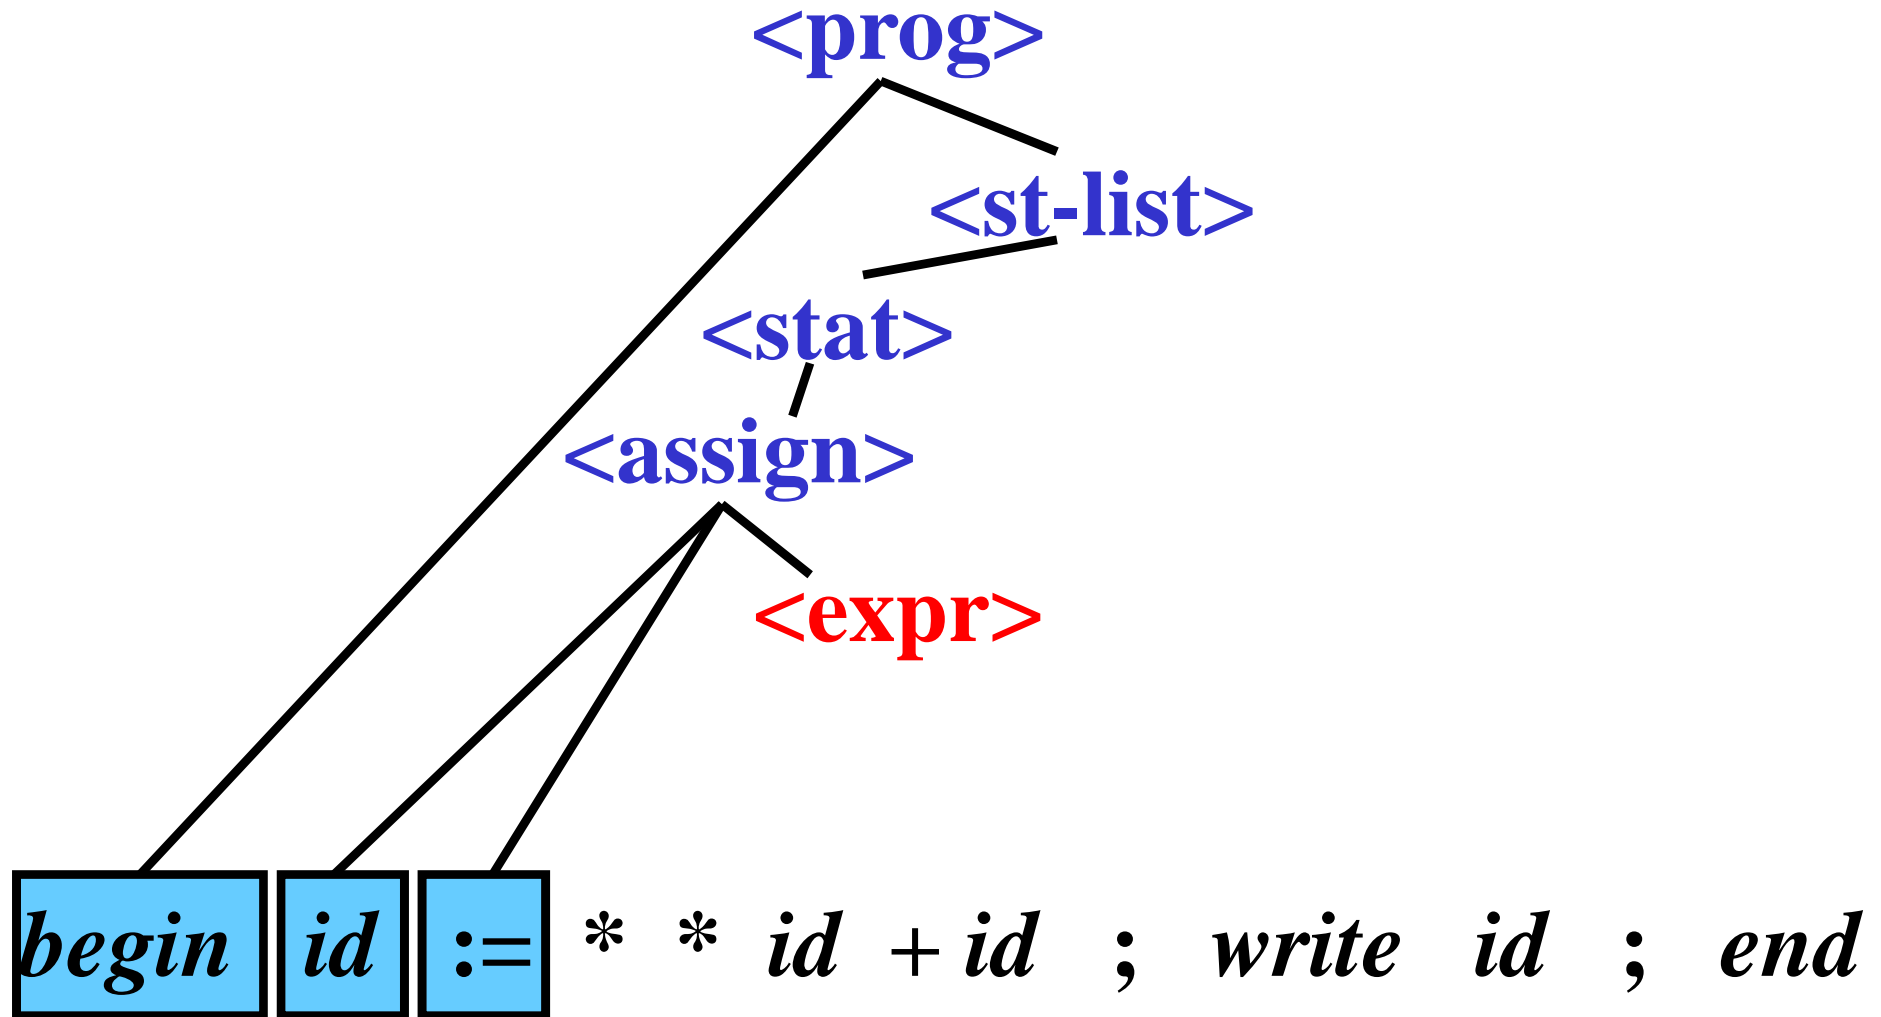 <prog>
<st-list>
<stat>
<assign>
<expr>
begin id := * * id + id ; write id ; end